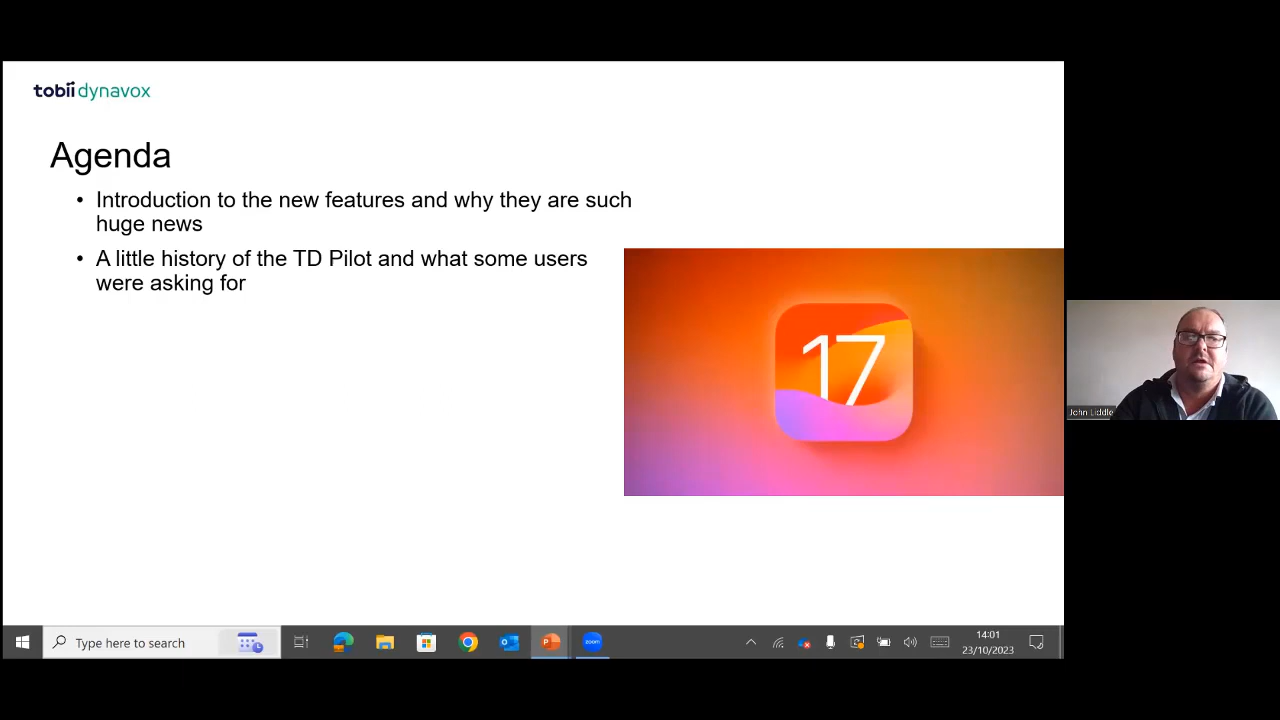 tobii dynavox
Agenda
• Introduction to the new features and why they are such
huge news
• A little history of the TD Pilot and what some users
were asking for
17
John Liddle
Type here to search
zoom
14:01
23/10/2023